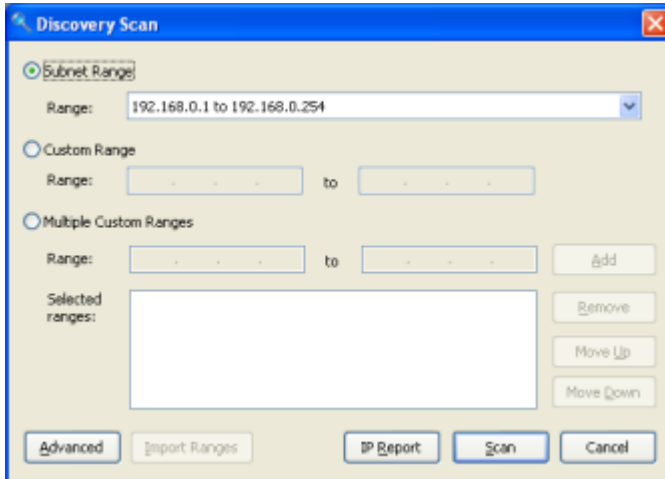 Discovery Scan
Subnet Range
Range: 192.168.0.1 to 192.168.0.254
Custom Range
Range: . . . to . . .
Multiple Custom Ranges
Range: . . . to . . . Add
Selected ranges:
Remove
Move Up
Move Down
Advanced Import Ranges IP Report Scan Cancel